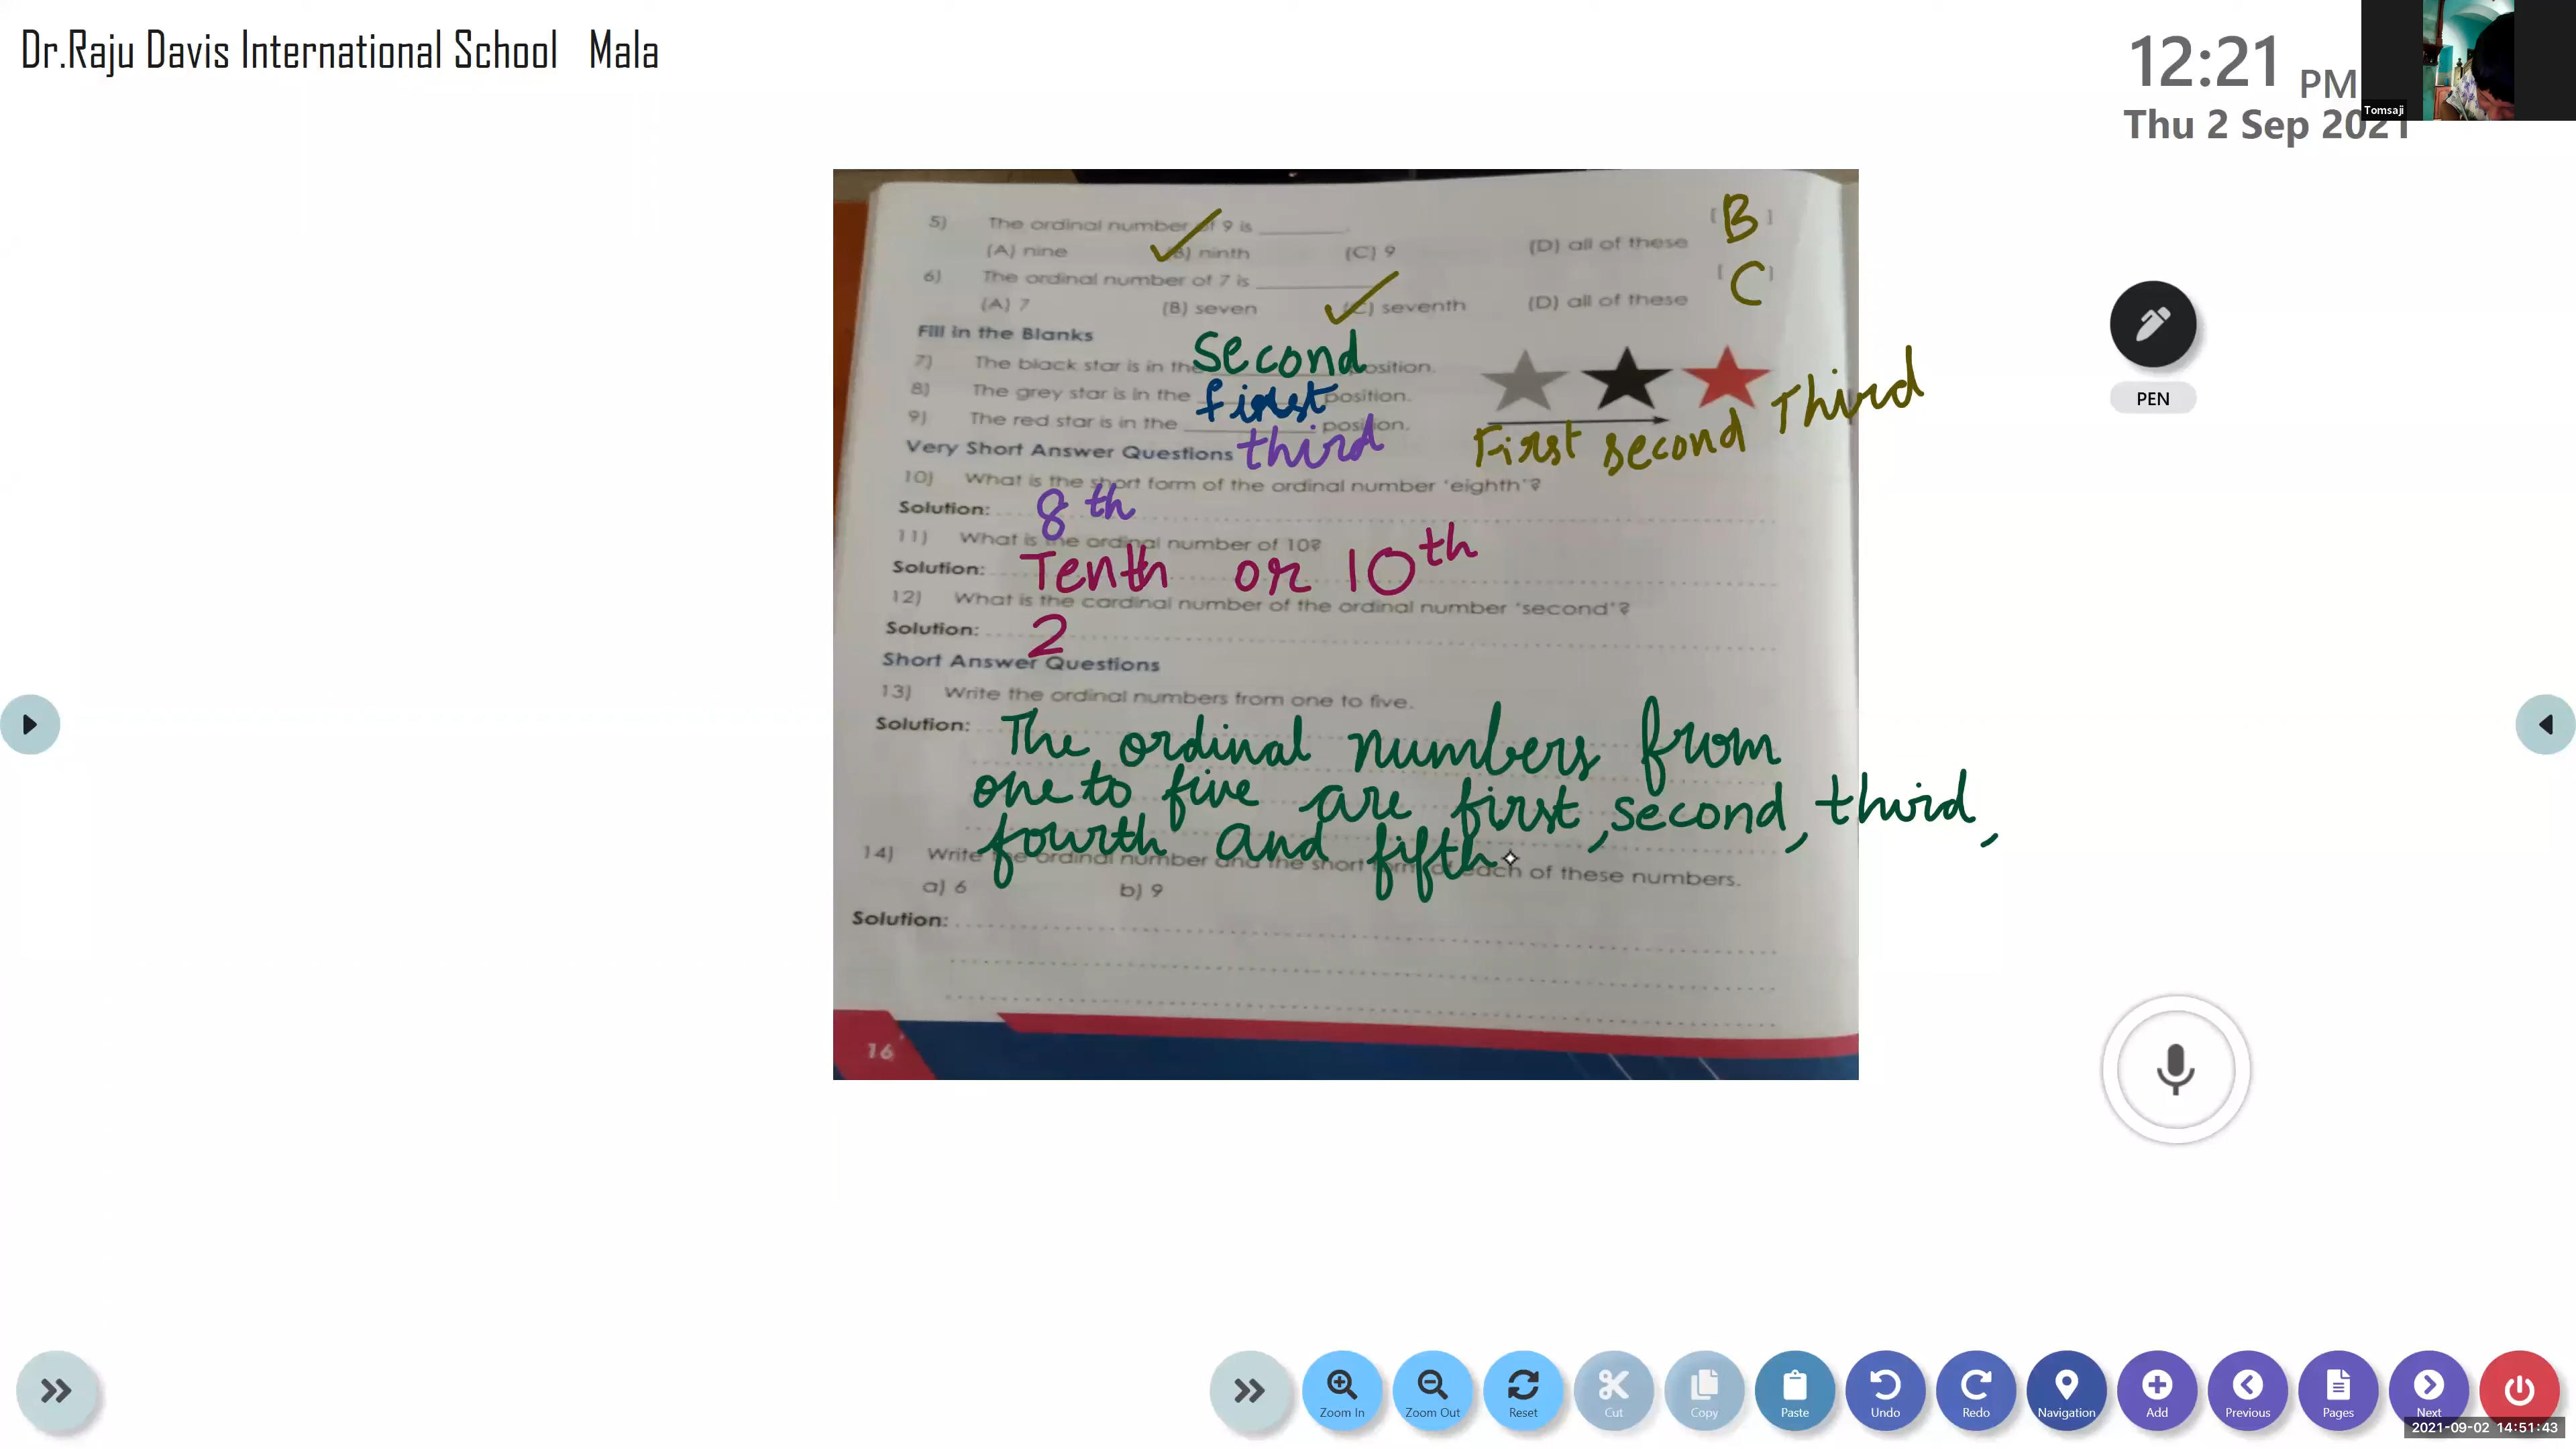 Dr.Raju Davis International School Mala
12:21 PM
Thu 2 Sep 2021
Tomsaji
PEN
5) The ordinal number of 9 is ________. [ B ]
(A) nine (B) ninth (C) 9 (D) all of these
6) The ordinal number of 7 is ________ [ C ]
(A) 7 (B) seven (C) seventh (D) all of these
Fill in the Blanks
7) The black star is in the second position.
8) The grey star is in the first position.
9) The red star is in the third position.
First second Third
Very Short Answer Questions
10) What is the short form of the ordinal number 'eighth'?
Solution: 8th
11) What is the ordinal number of 10?
Solution: Tenth or 10th
12) What is the cardinal number of the ordinal number 'second'?
Solution: 2
Short Answer Questions
13) Write the ordinal numbers from one to five.
Solution: The ordinal numbers from
one to five are first, second, third,
fourth and fifth.
14) Write the ordinal number and the short form of each of these numbers.
a) 6 b) 9
Solution:
16
Zoom In Zoom Out Reset Cut Copy Paste Undo Redo Navigation Add Previous Pages Next
2021-09-02 14:51:43